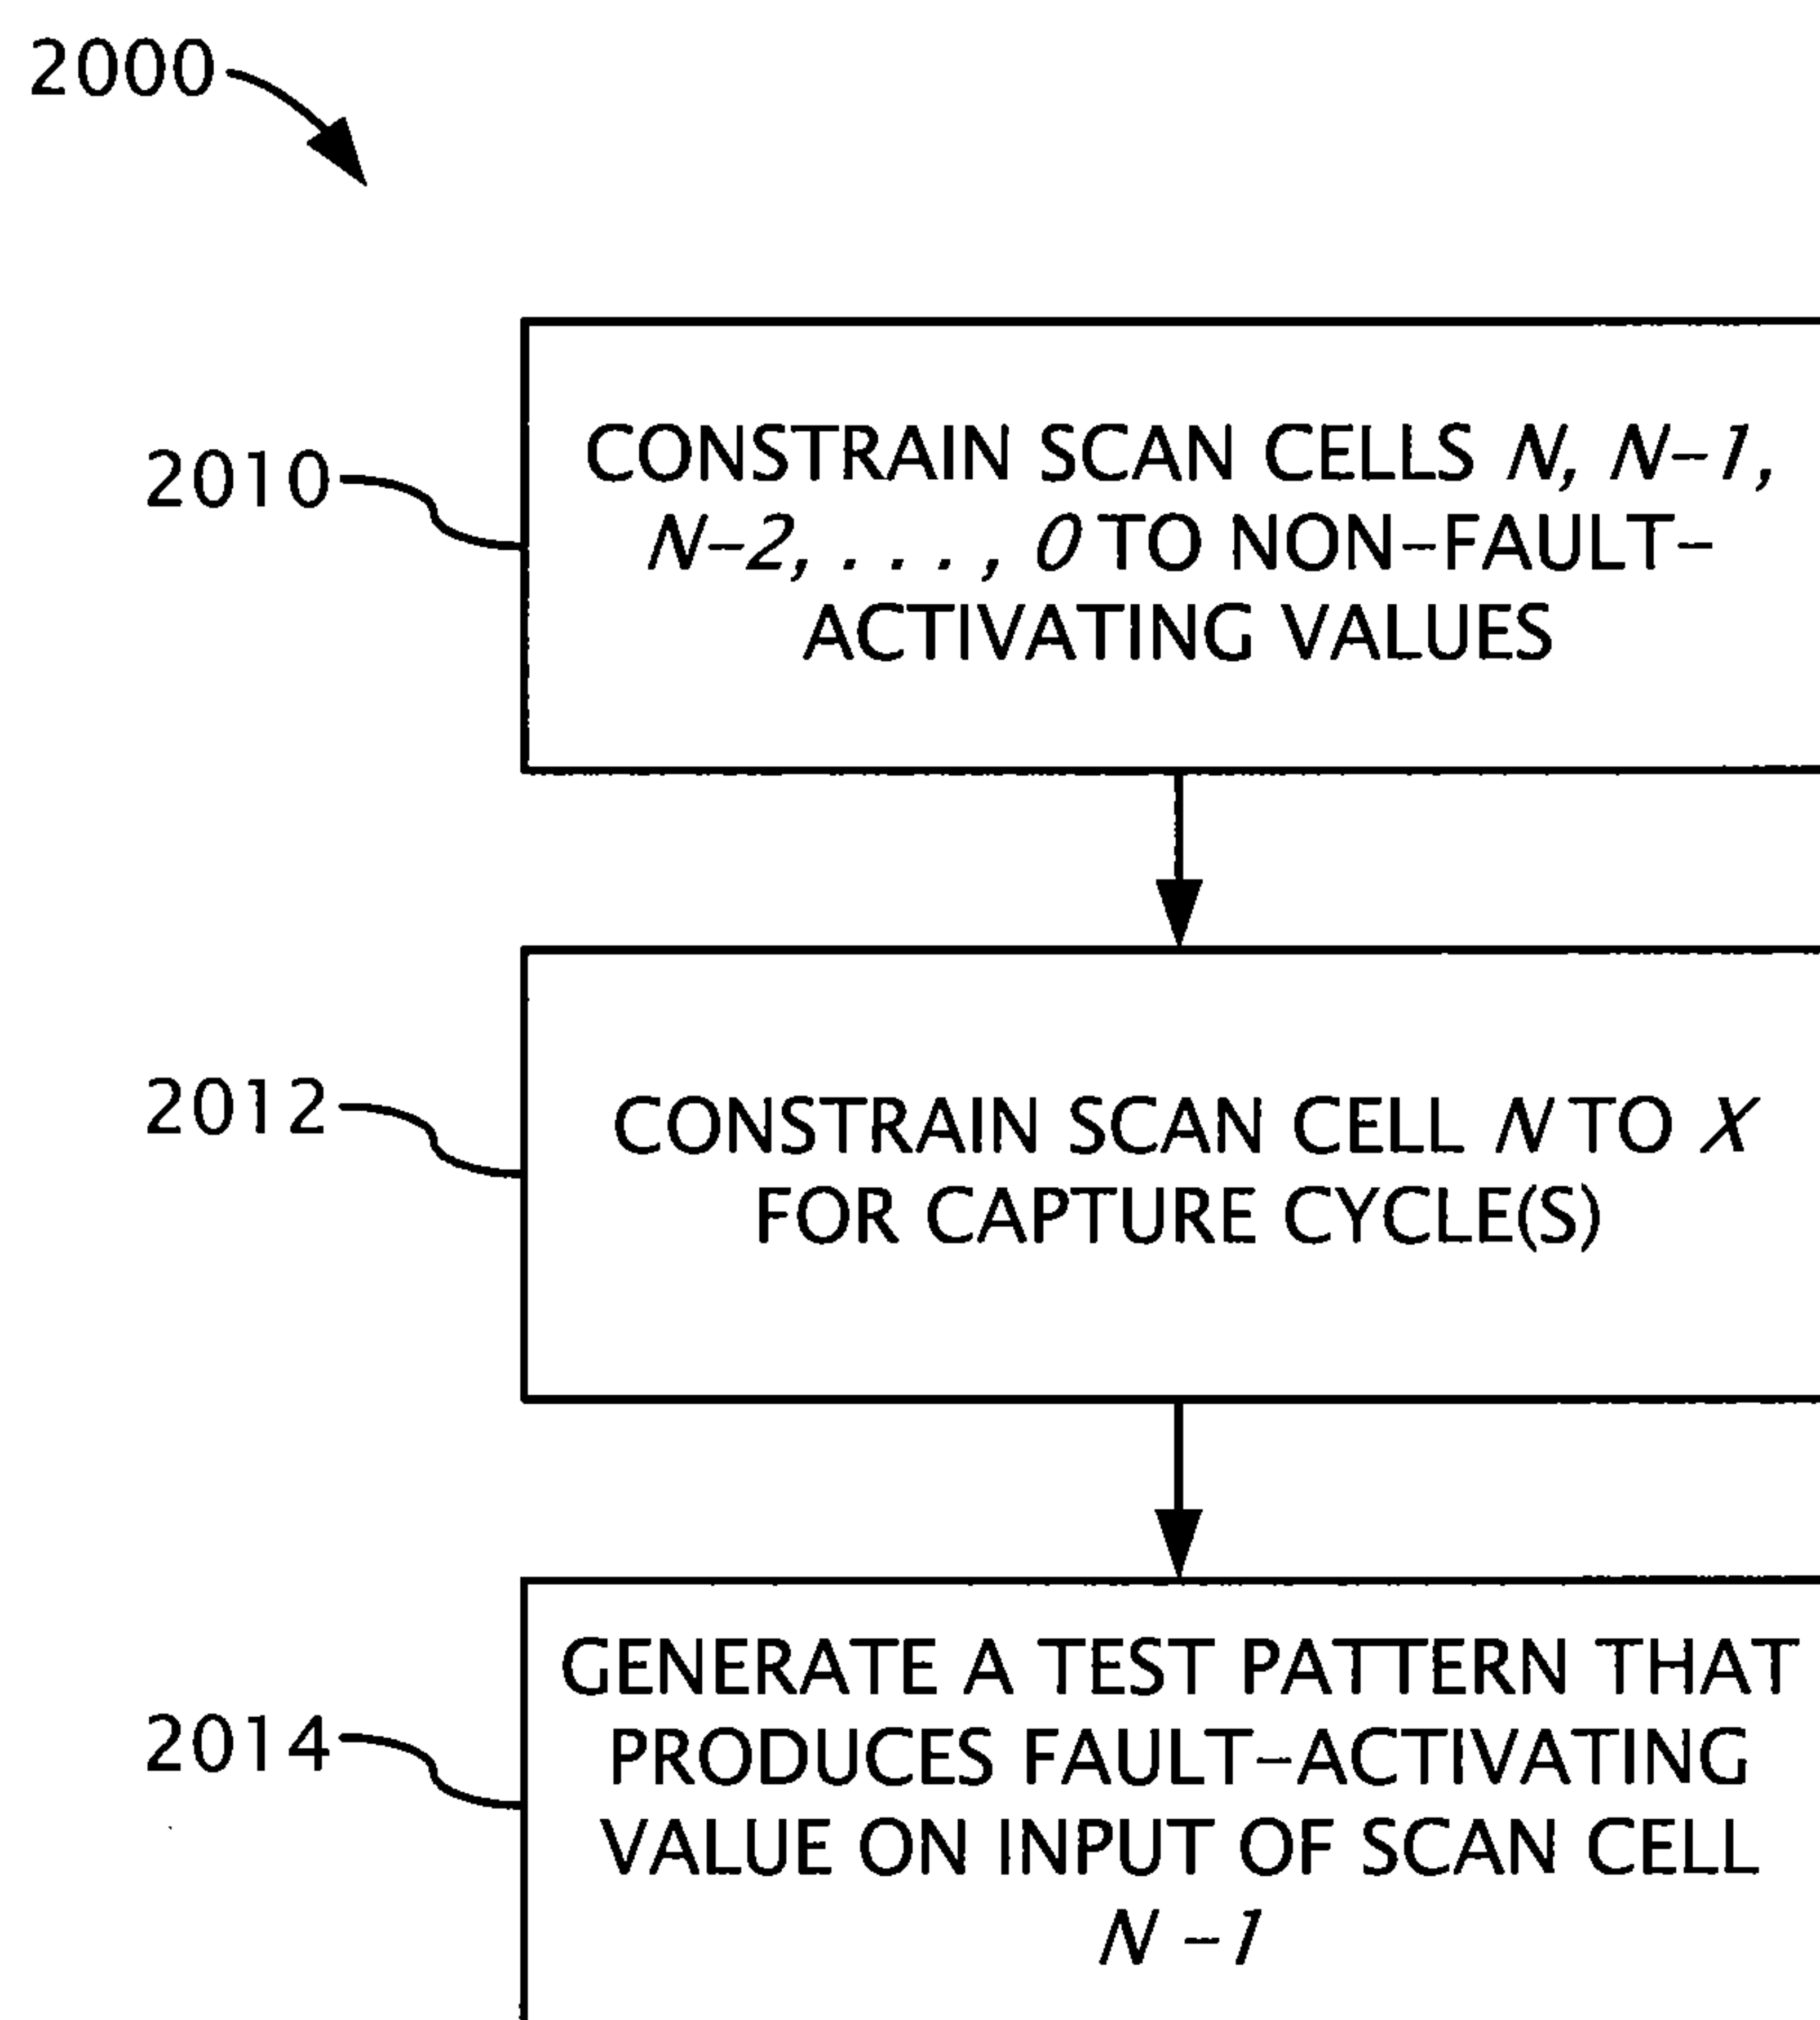 2000
2010
CONSTRAIN SCAN CELLS N, N-1,
N-2, . . . , 0 TO NON-FAULT-
ACTIVATING VALUES
2012
CONSTRAIN SCAN CELL N TO X
FOR CAPTURE CYCLE(S)
2014
GENERATE A TEST PATTERN THAT
PRODUCES FAULT-ACTIVATING
VALUE ON INPUT OF SCAN CELL
N -1